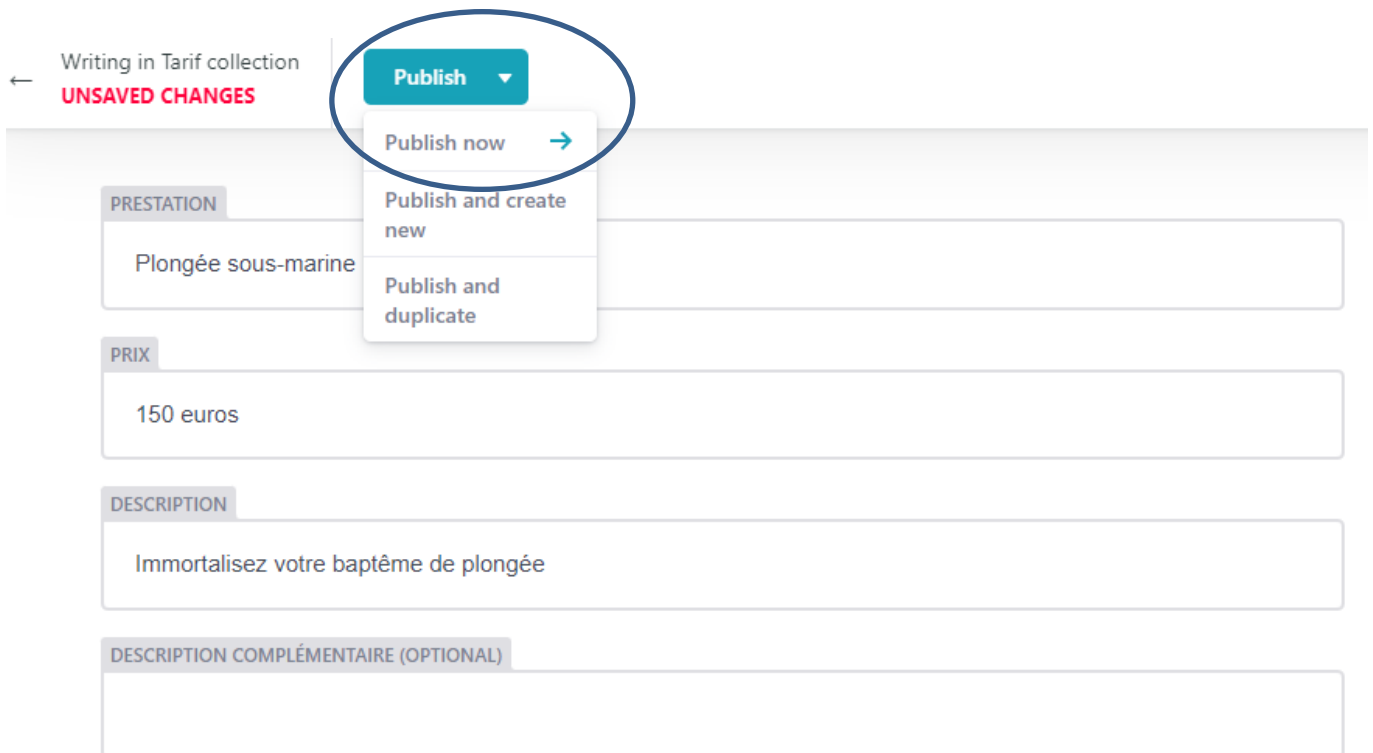 ← Writing in Tarif collection
UNSAVED CHANGES
Publish
Publish now →
Publish and create
new
Publish and
duplicate
PRESTATION
Plongée sous-marine
PRIX
150 euros
DESCRIPTION
Immortalisez votre baptême de plongée
DESCRIPTION COMPLÉMENTAIRE (OPTIONAL)